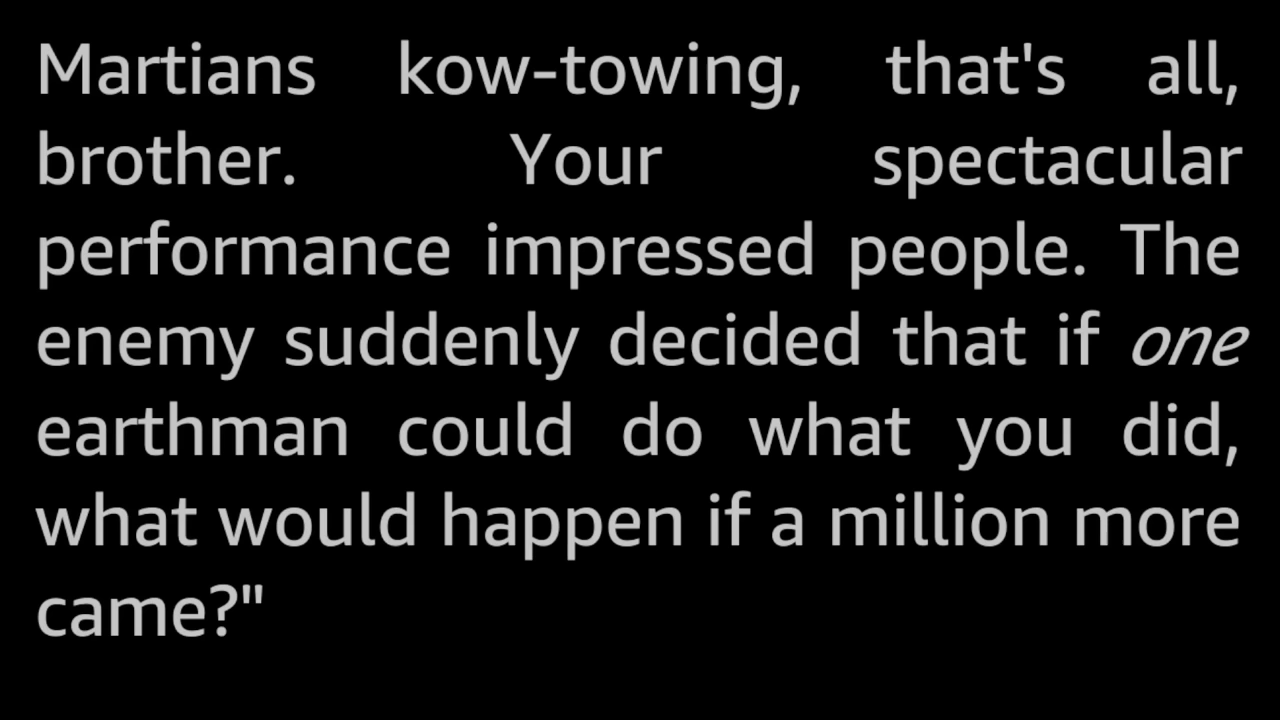 Martians kow-towing, that's all,
brother. Your spectacular
performance impressed people. The
enemy suddenly decided that if one
earthman could do what you did,
what would happen if a million more
came?"